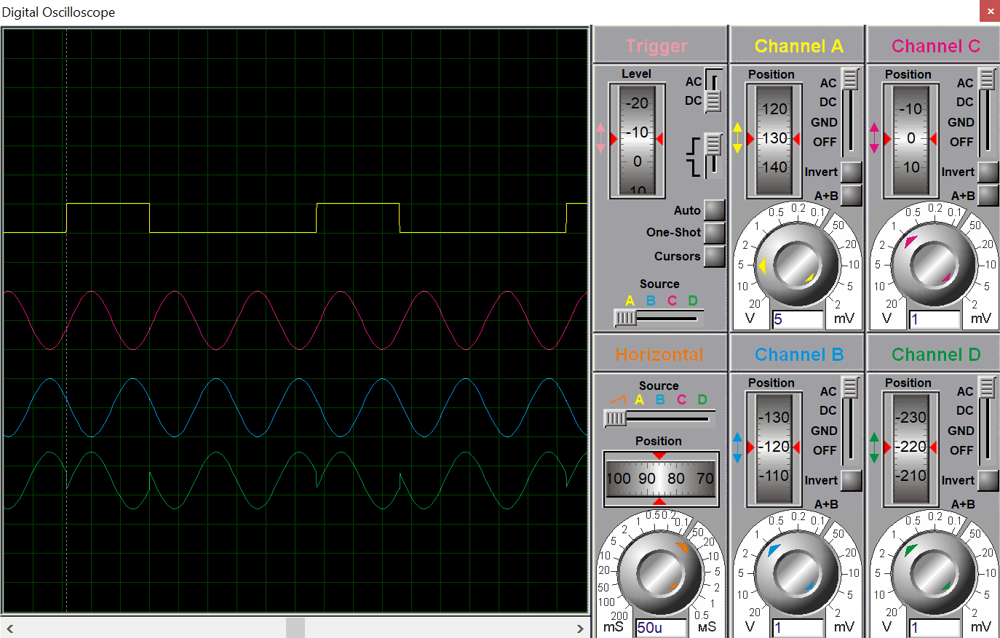 Digital Oscilloscope
Trigger
Level
-20
-10
0
10
AC
DC
Auto
One-Shot
Cursors
Source
A B C D
Channel A
Position
120
130
140
AC
DC
GND
OFF
Invert
A+B
0.5 0.2 0.1
1 50
2 20
5 10
10 5
20 2
V 5 mV
Channel C
Position
-10
0
10
AC
DC
GND
OFF
Invert
A+B
0.5 0.2 0.1
1 50
2 20
5 10
10 5
20 2
V 1 mV
Horizontal
Source
A B C D
Position
100 90 80 70
0.5 0.2
1 0.1
2 50
5 20
10 10
20 5
50 2
100 1
200 0.5
mS 50u мS
Channel B
Position
-130
-120
-110
AC
DC
GND
OFF
Invert
A+B
0.5 0.2 0.1
1 50
2 20
5 10
10 5
20 2
V 1 mV
Channel D
Position
-230
-220
-210
AC
DC
GND
OFF
Invert
A+B
0.5 0.2 0.1
1 50
2 20
5 10
10 5
20 2
V 1 mV